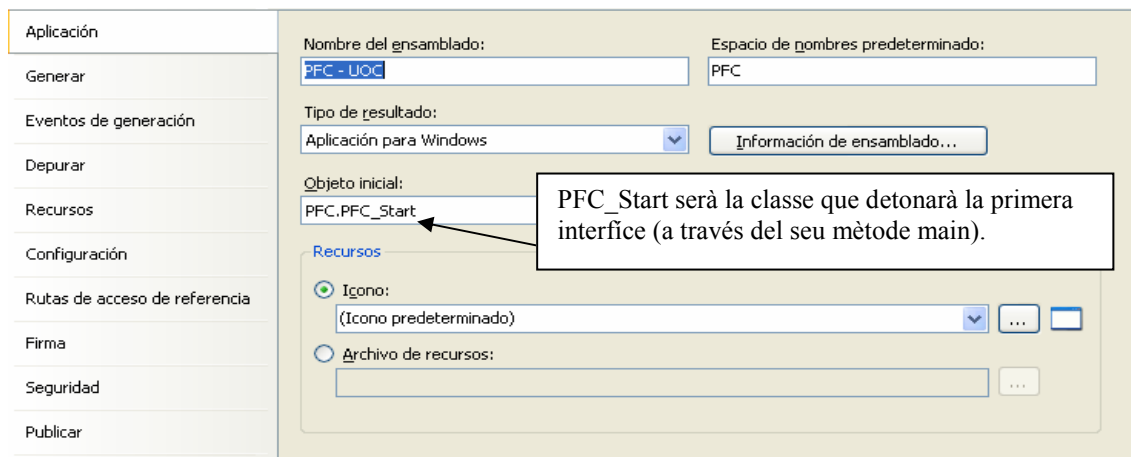 Aplicación
Generar
Eventos de generación
Depurar
Recursos
Configuración
Rutas de acceso de referencia
Firma
Seguridad
Publicar
Nombre del ensamblado:
PFC - UOC
Espacio de nombres predeterminado:
PFC
Tipo de resultado:
Aplicación para Windows
Información de ensamblado...
Objeto inicial:
PFC.PFC_Start
PFC_Start serà la classe que detonarà la primera
interfíce (a través del seu mètode main).
Recursos
Icono:
(Icono predeterminado)
...
Archivo de recursos:
...